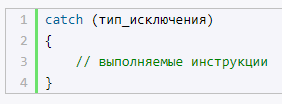 1 catch (тип_исключения)
2 {
3 // выполняемые инструкции
4 }